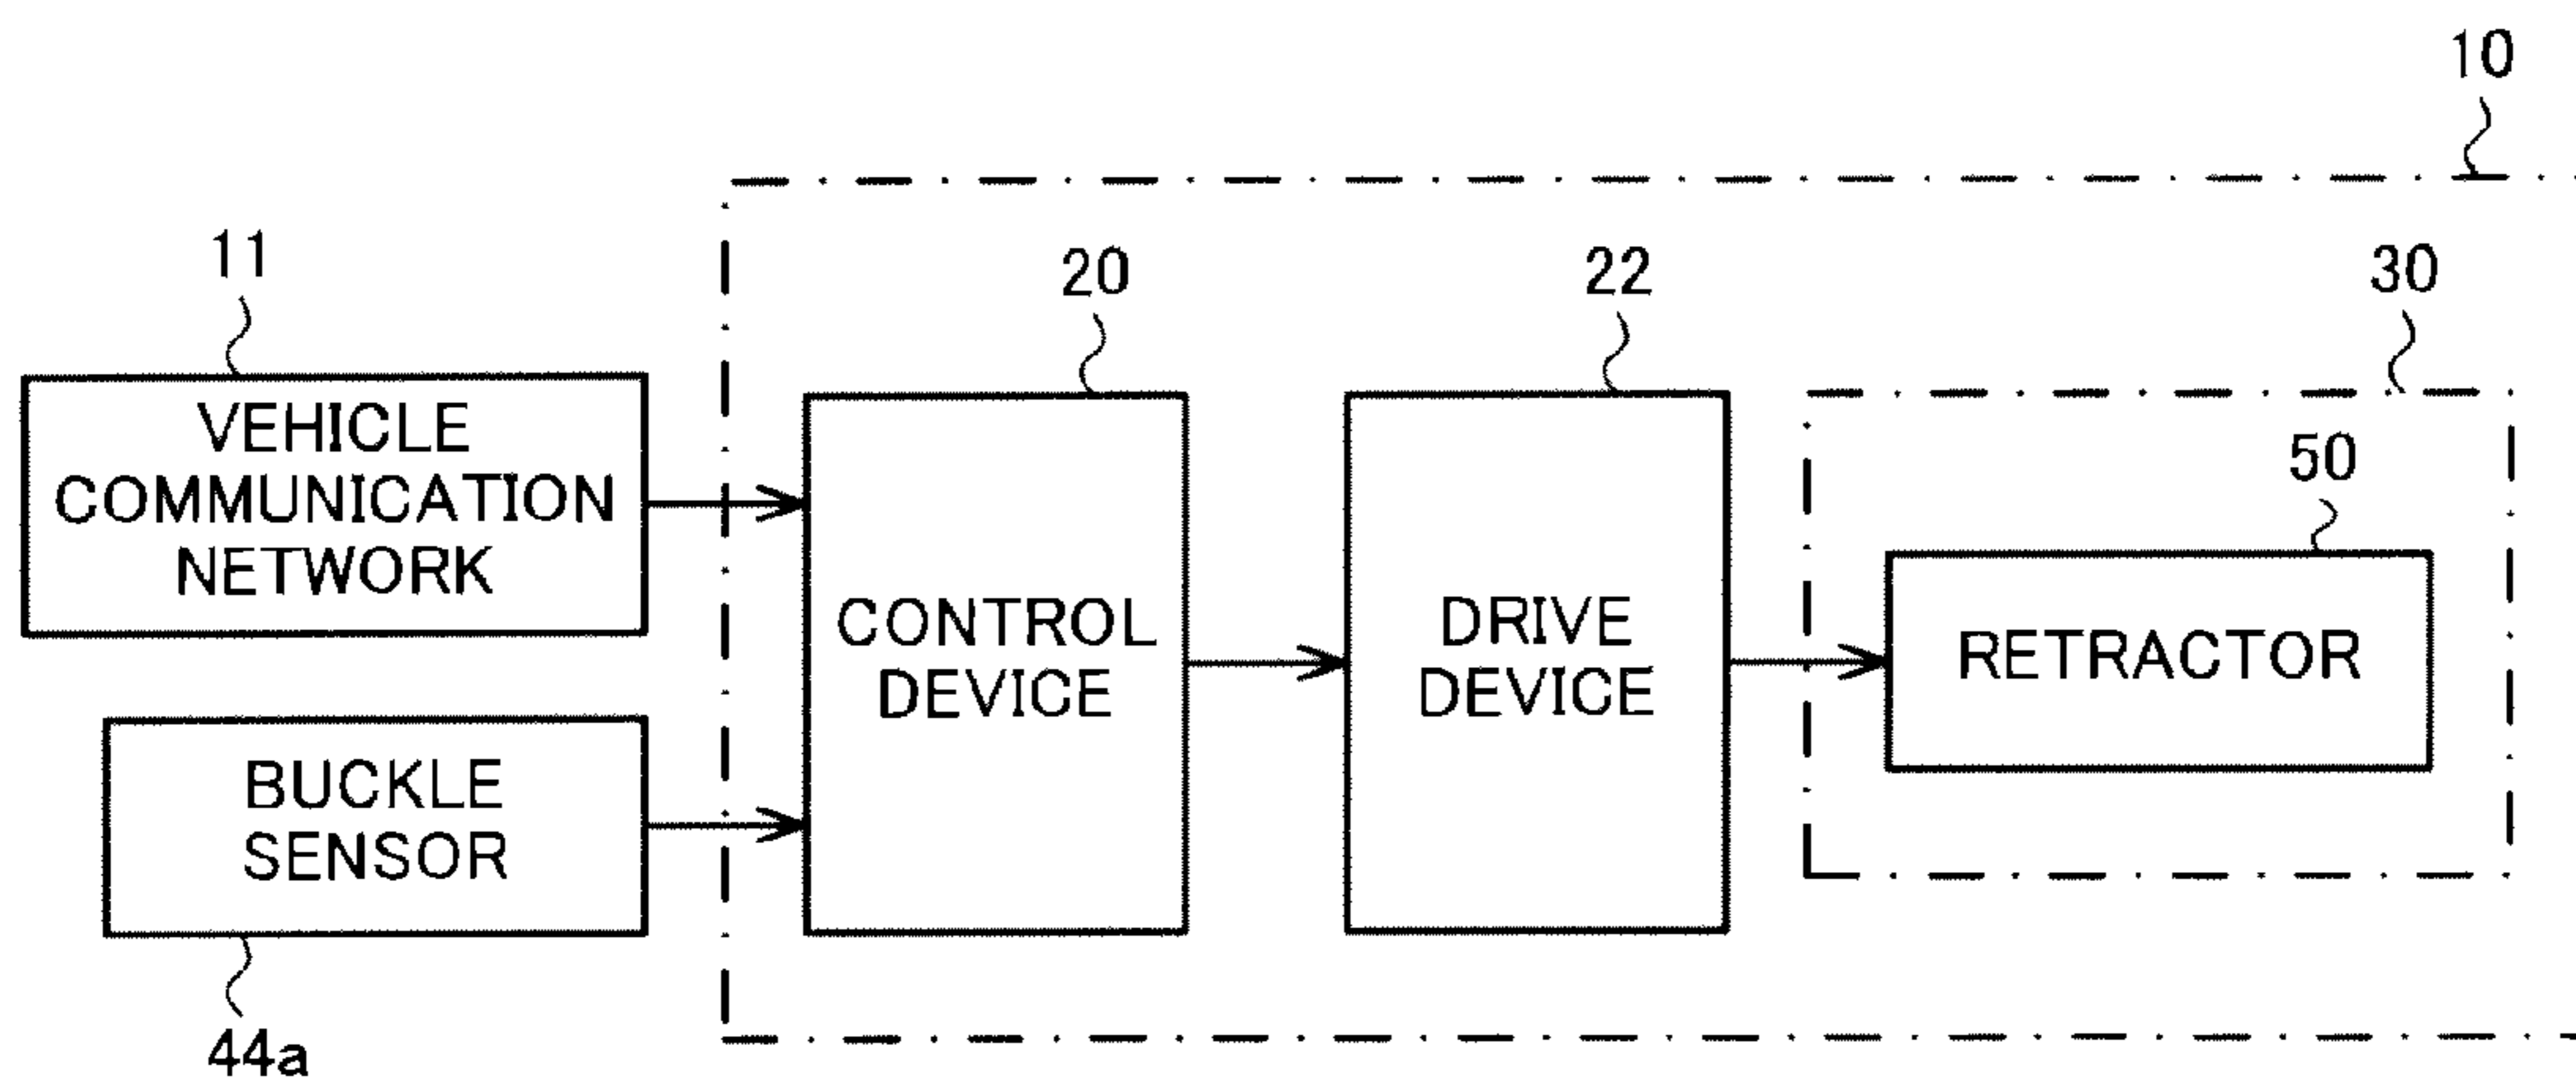 10
11
20
22
30
50
VEHICLE
COMMUNICATION
NETWORK
CONTROL
DEVICE
DRIVE
DEVICE
RETRACTOR
BUCKLE
SENSOR
44a